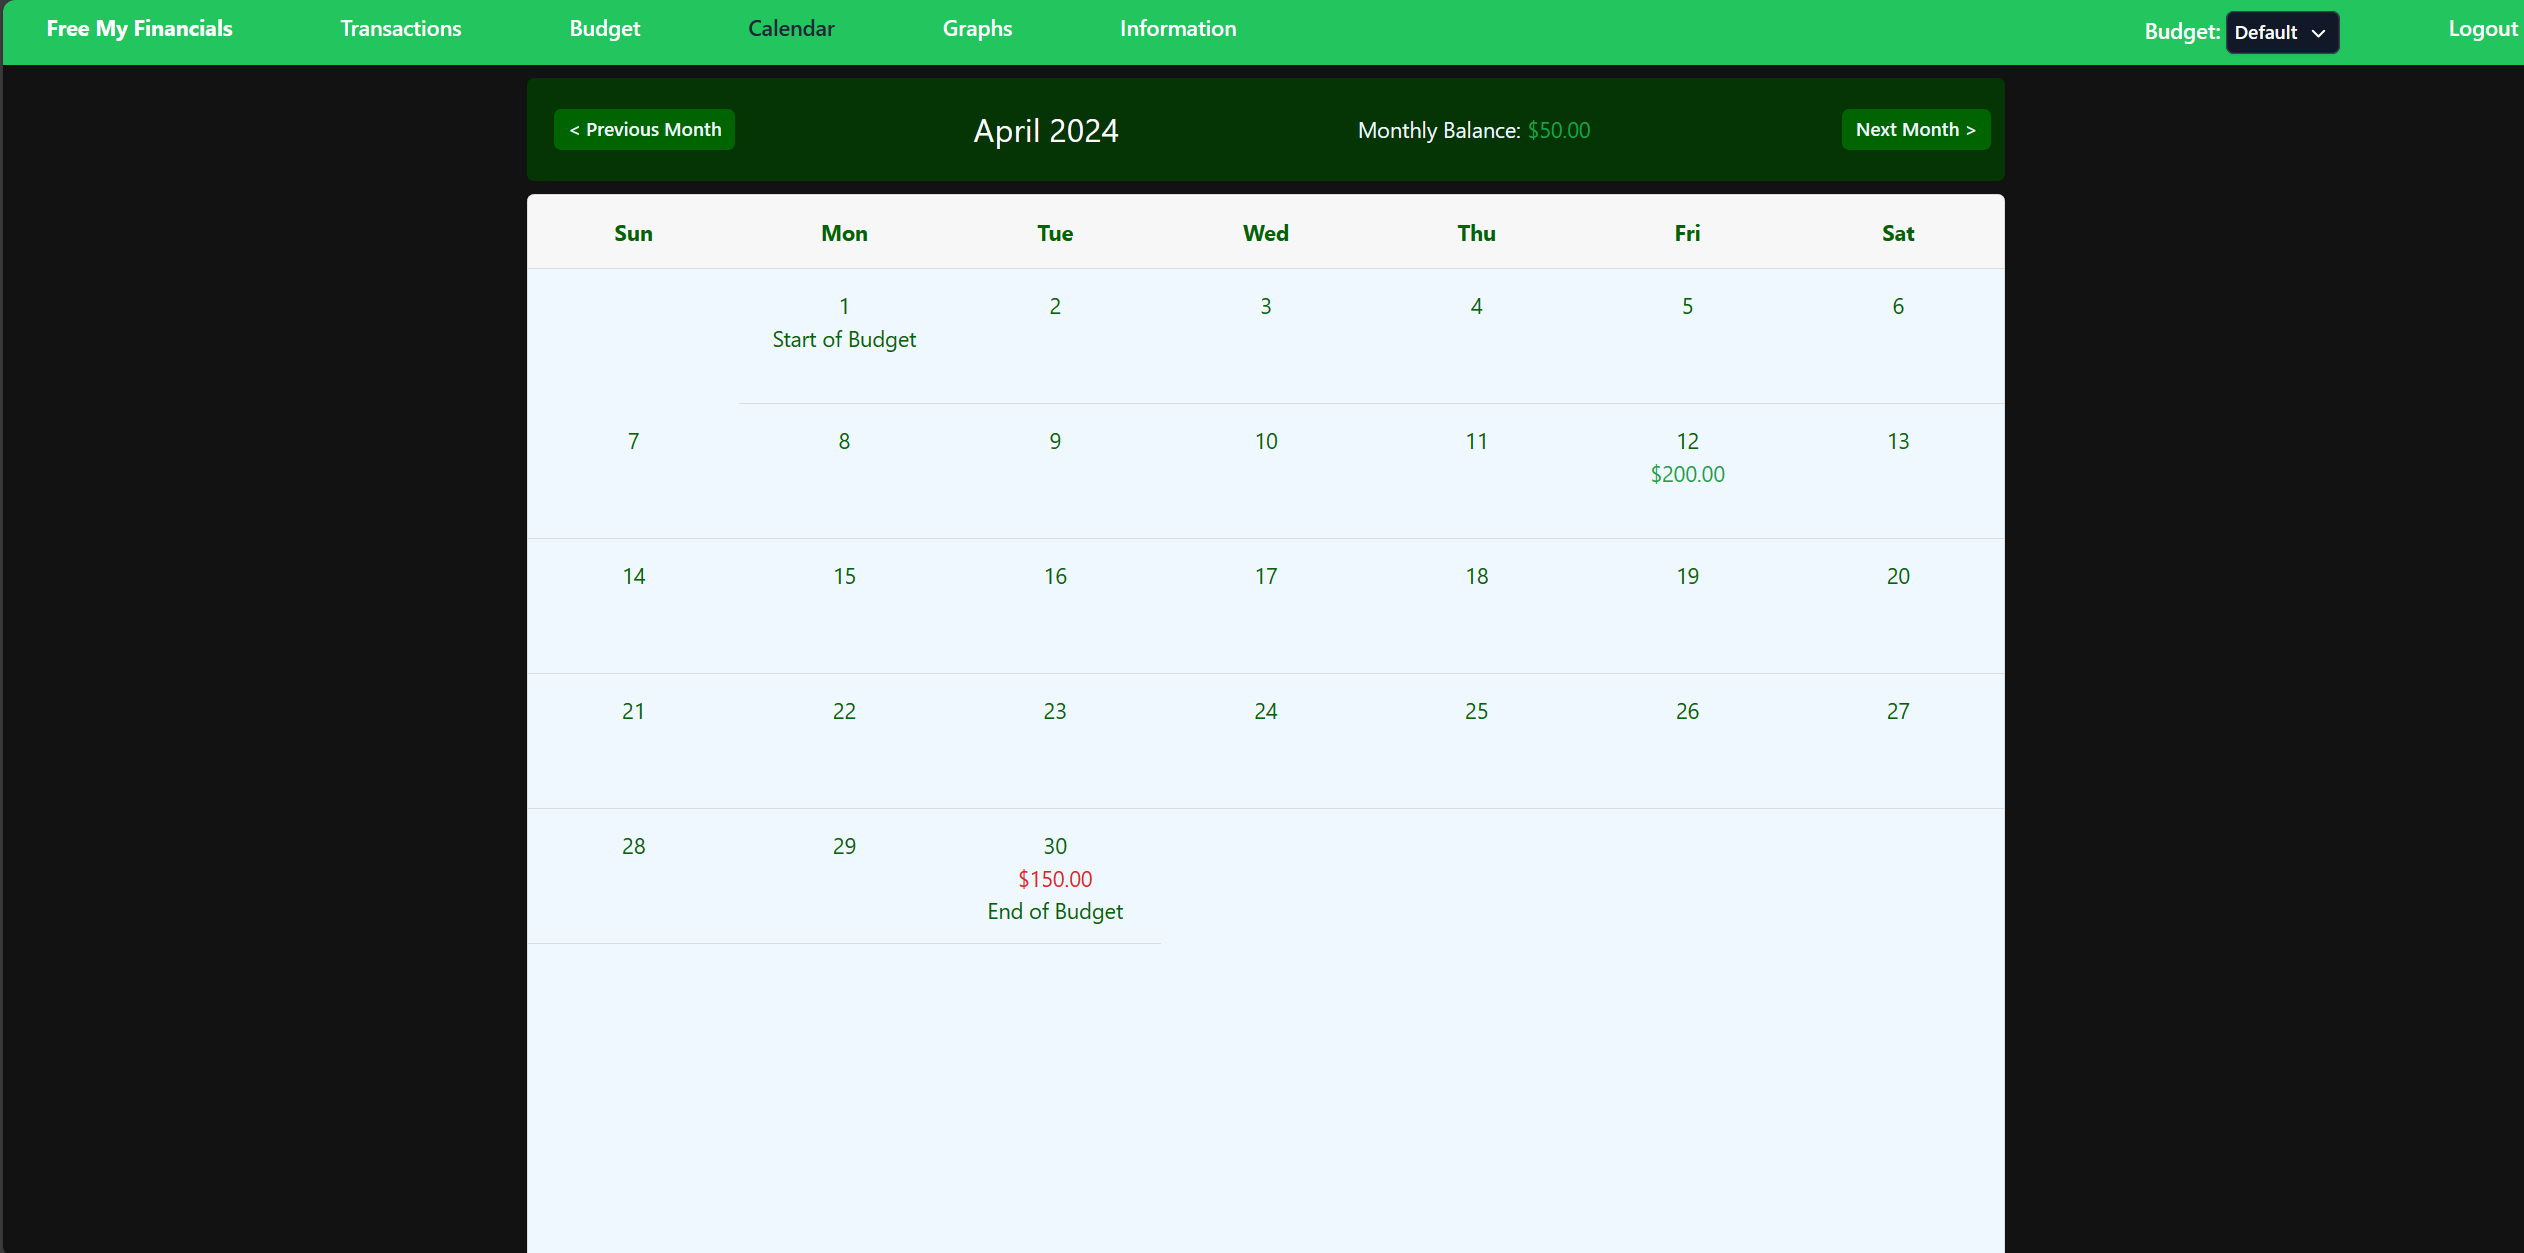 Free My Financials Transactions Budget Calendar Graphs Information Budget: Default Logout
< Previous Month April 2024 Monthly Balance: $50.00 Next Month >
Sun Mon Tue Wed Thu Fri Sat
1 2 3 4 5 6
Start of Budget
7 8 9 10 11 12 13
$200.00
14 15 16 17 18 19 20
21 22 23 24 25 26 27
28 29 30
$150.00
End of Budget